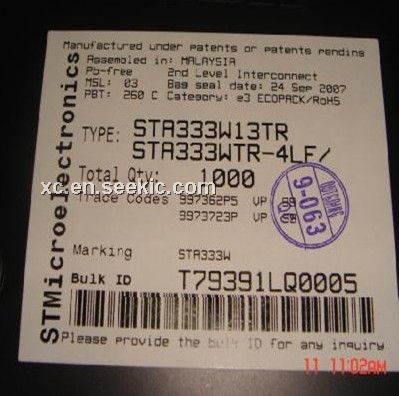 Manufactured under patents or patents pending
Assembled in: MALAYSIA
Pb-free 2nd Level Interconnect
MSL: 03 Bag seal date: 24 Sep 2007
PBT: 260 C Category: e3 ECOPACK/RoHS
TYPE: STA333W13TR
STA333WTR-4LF/
Total Qty: 1000
Trace Codes 997362P5 VP 99
9973723P VP
9-063
Marking STA333W
Bulk ID T79391LQ0005
Please provide the bulk ID for any inquiry
STMicroelectronics
xc.en.seekic.com
11 11:02AM